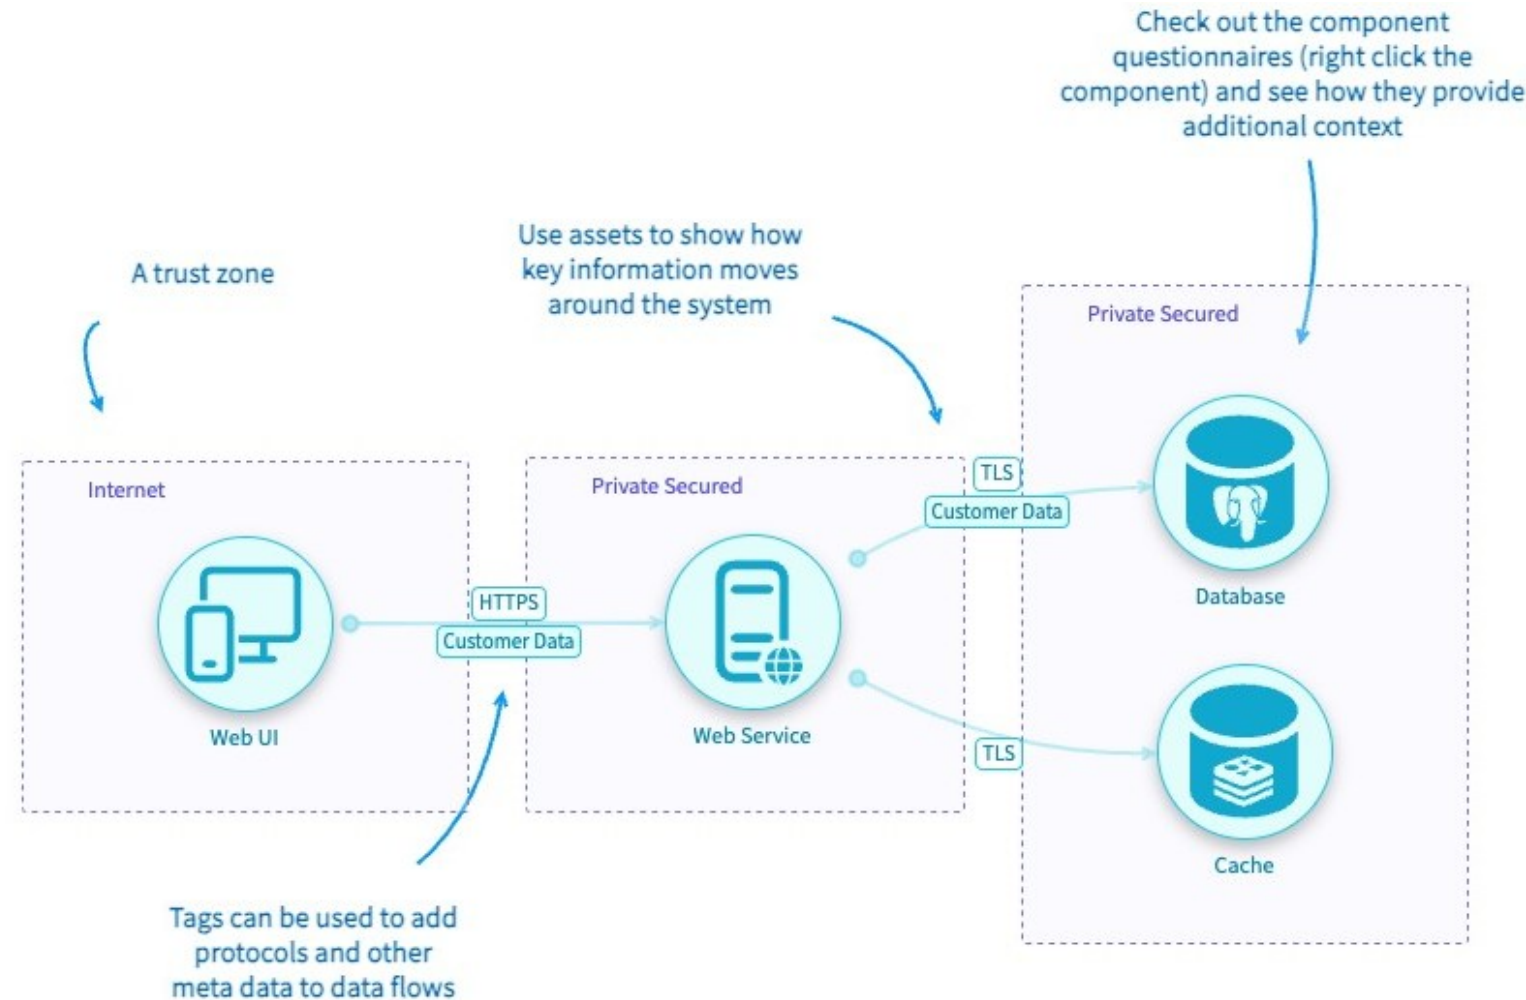 Check out the component
questionnaires (right click the
component) and see how they provide
additional context
Use assets to show how
key information moves
around the system
A trust zone
Private Secured
Internet
Private Secured
TLS
Customer Data
HTTPS
Customer Data
Database
Web UI
Web Service
TLS
Cache
Tags can be used to add
protocols and other
meta data to data flows